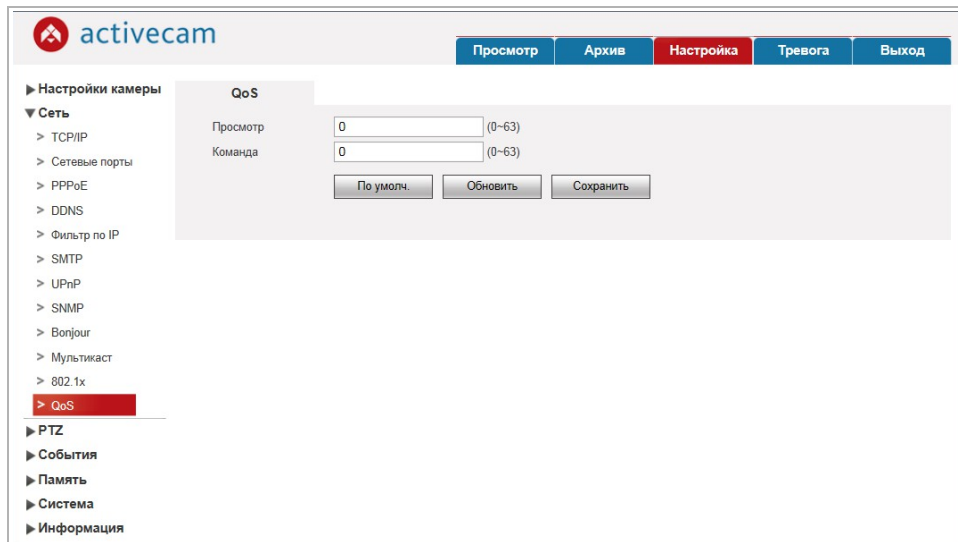 activecam
Просмотр Архив Настройка Тревога Выход
Настройки камеры
Сеть
> TCP/IP
> Сетевые порты
> PPPoE
> DDNS
> Фильтр по IP
> SMTP
> UPnP
> SNMP
> Bonjour
> Мультикаст
> 802.1x
> QoS
PTZ
События
Память
Система
Информация
QoS
Просмотр 0 (0~63)
Команда 0 (0~63)
По умолч. Обновить Сохранить